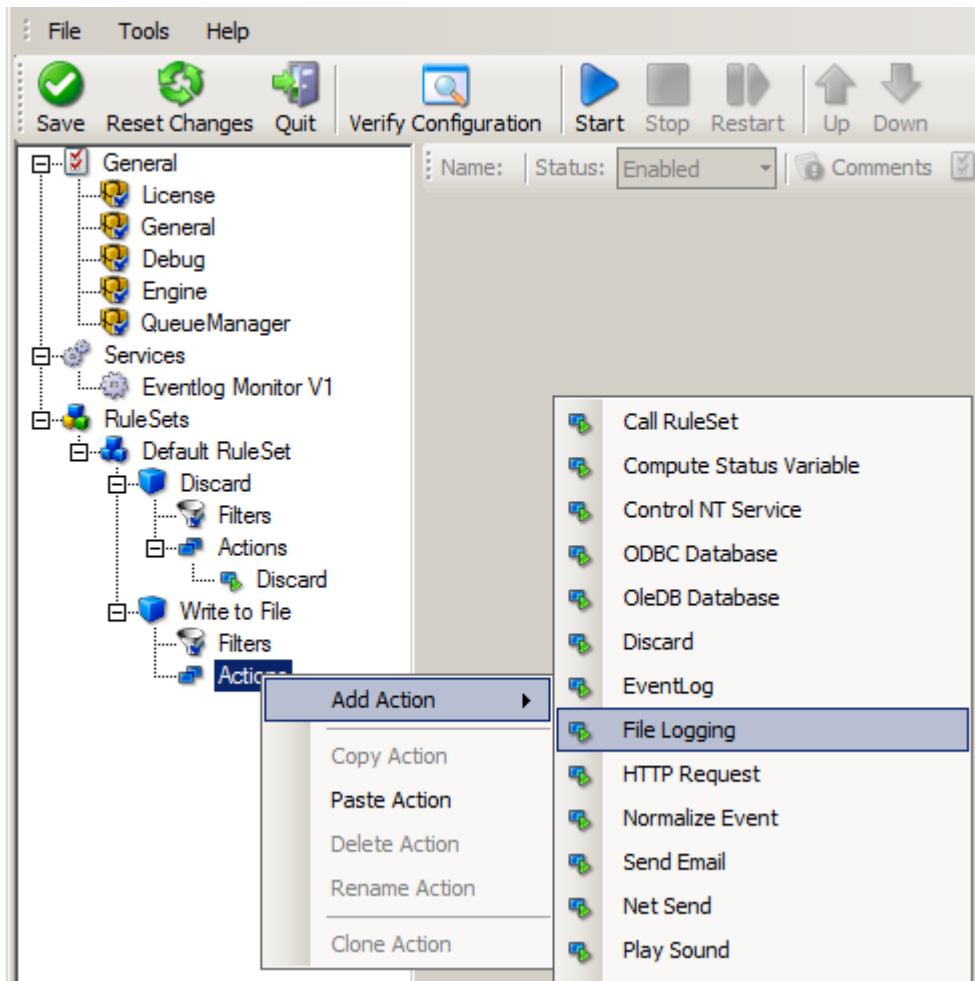 File Tools Help
Save Reset Changes Quit Verify Configuration Start Stop Restart Up Down
Name: Status: Enabled Comments
General
License
General
Debug
Engine
QueueManager
Services
Eventlog Monitor V1
RuleSets
Default RuleSet
Discard
Filters
Actions
Discard
Write to File
Filters
Actions
Add Action
Copy Action
Paste Action
Delete Action
Rename Action
Clone Action
Call RuleSet
Compute Status Variable
Control NT Service
ODBC Database
OleDB Database
Discard
EventLog
File Logging
HTTP Request
Normalize Event
Send Email
Net Send
Play Sound